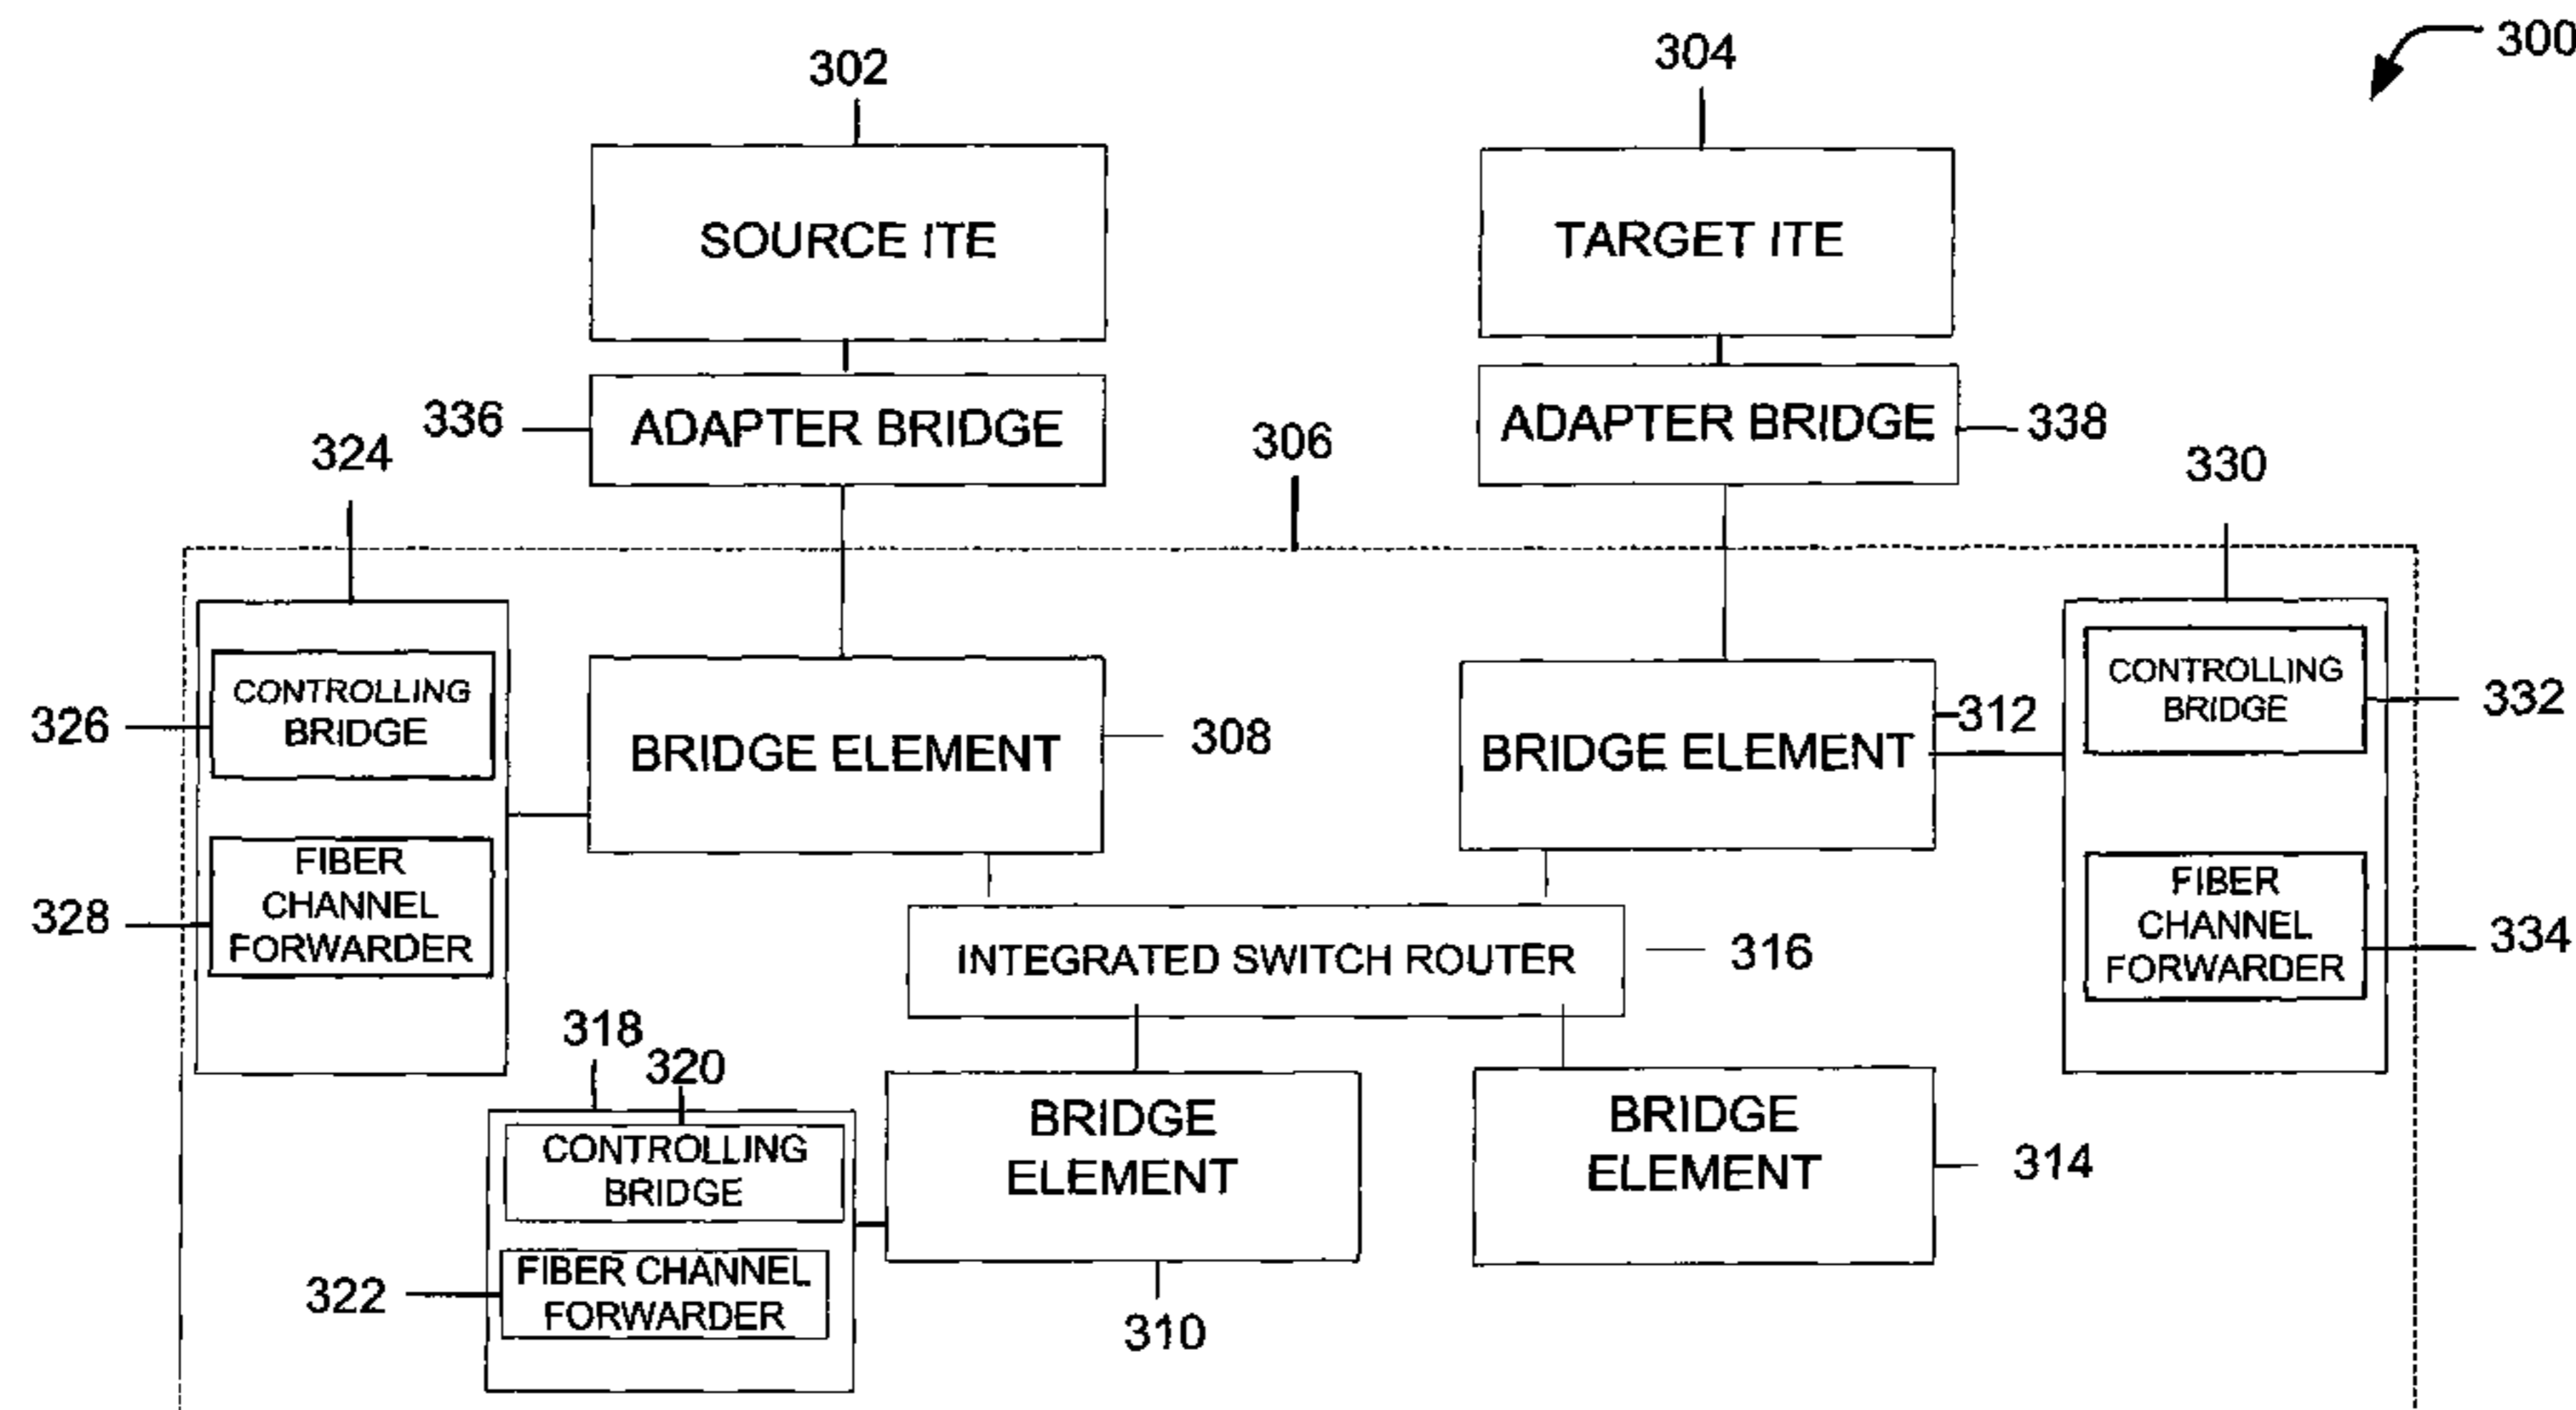 300
302
304
SOURCE ITE
TARGET ITE
336
ADAPTER BRIDGE
ADAPTER BRIDGE
338
324
306
330
CONTROLLING
BRIDGE
326
FIBER
CHANNEL
FORWARDER
328
BRIDGE ELEMENT
308
BRIDGE ELEMENT
312
CONTROLLING
BRIDGE
332
FIBER
CHANNEL
FORWARDER
334
INTEGRATED SWITCH ROUTER
316
318
320
CONTROLLING
BRIDGE
FIBER CHANNEL
FORWARDER
322
BRIDGE
ELEMENT
310
BRIDGE
ELEMENT
314